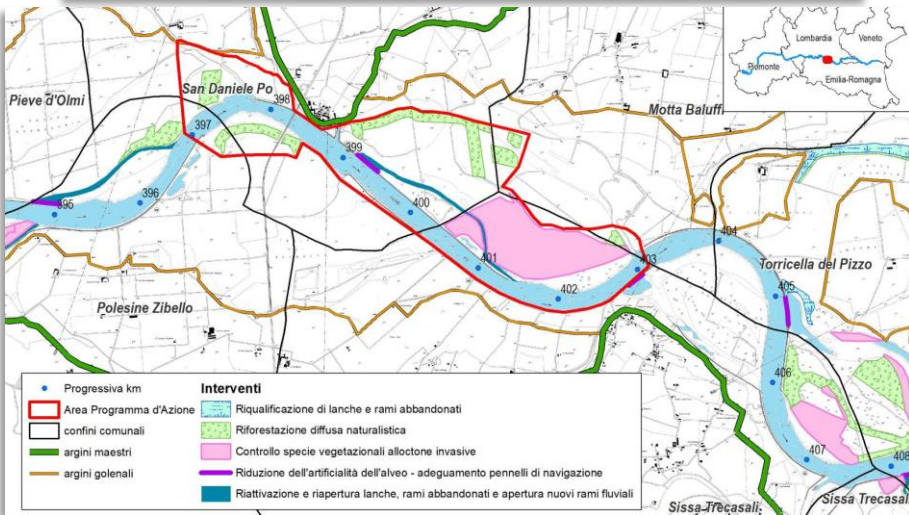 Lombardia
Veneto
Piemonte
Emilia-Romagna
Pieve d'Olmi
San Daniele Po
Motta Baluffi
Torricella del Pizzo
Polesine Zibello
Sissa Trecasali
Sissa Trecasal
395
396
397
398
399
400
401
402
403
404
405
406
407
408
Progressiva km
Area Programma d'Azione
confini comunali
argini maestri
argini golenali
Interventi
Riqualificazione di lanche e rami abbandonati
Riforestazione diffusa naturalistica
Controllo specie vegetazionali alloctone invasive
Riduzione dell'artificialità dell'alveo - adeguamento pennelli di navigazione
Riattivazione e riapertura lanche, rami abbandonati e apertura nuovi rami fluviali